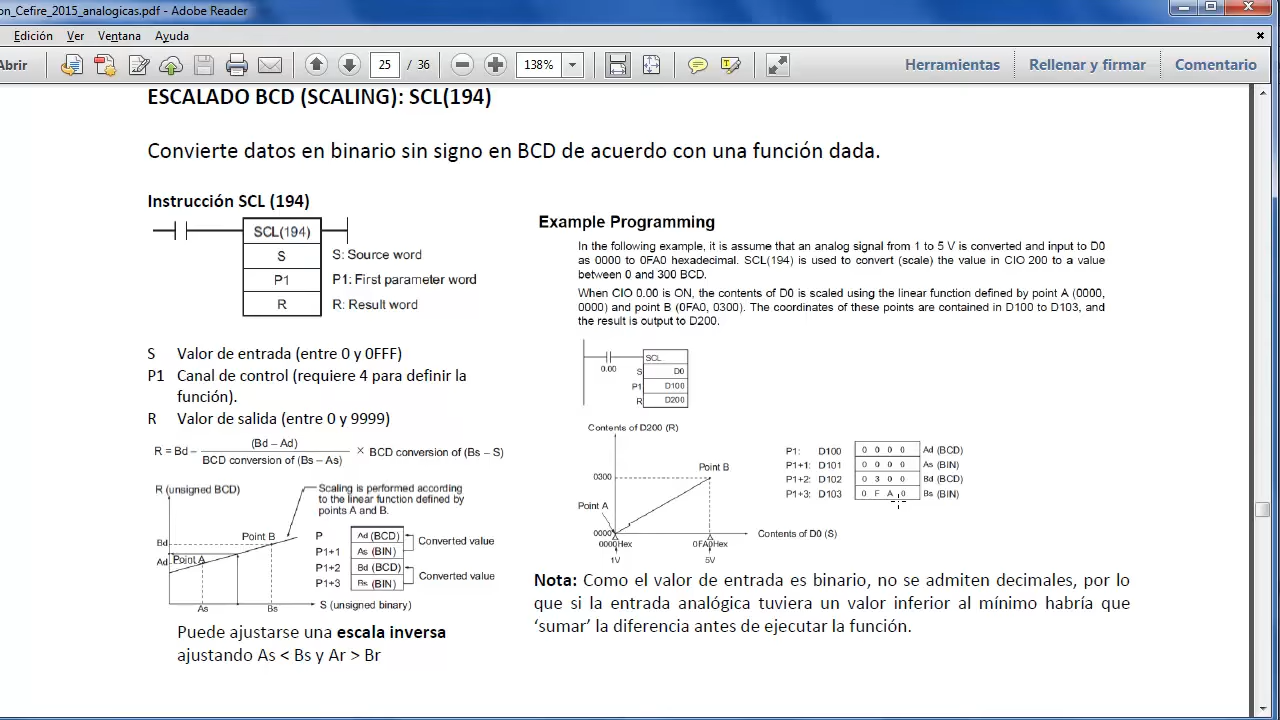 on_Cefire_2015_analogicas.pdf - Adobe Reader
Edición Ver Ventana Ayuda
Abrir 25 / 36 138% Herramientas Rellenar y firmar Comentario
ESCALADO BCD (SCALING): SCL(194)
Convierte datos en binario sin signo en BCD de acuerdo con una función dada.
Instrucción SCL (194)
SCL(194)
S S: Source word
P1 P1: First parameter word
R R: Result word
S Valor de entrada (entre 0 y 0FFF)
P1 Canal de control (requiere 4 para definir la
función).
R Valor de salida (entre 0 y 9999)
R = Bd – (Bd – Ad) / BCD conversion of (Bs – As) × BCD conversion of (Bs – S)
R (unsigned BCD)
Scaling is performed according
to the linear function defined by
points A and B.
Point B
Bd
Ad
Point A
As Bs S (unsigned binary)
P Ad (BCD)
P1+1 As (BIN)
Converted value
P1+2 Bd (BCD)
P1+3 Bs (BIN)
Converted value
Puede ajustarse una escala inversa
ajustando As < Bs y Ar > Br
Example Programming
In the following example, it is assume that an analog signal from 1 to 5 V is converted and input to D0
as 0000 to 0FA0 hexadecimal. SCL(194) is used to convert (scale) the value in CIO 200 to a value
between 0 and 300 BCD.
When CIO 0.00 is ON, the contents of D0 is scaled using the linear function defined by point A (0000,
0000) and point B (0FA0, 0300). The coordinates of these points are contained in D100 to D103, and
the result is output to D200.
0.00
SCL
S D0
P1 D100
R D200
Contents of D200 (R)
0300
Point B
Point A
0000
0000Hex 0FA0Hex
1V 5V
Contents of D0 (S)
P1: D100 0 0 0 0 Ad (BCD)
P1+1: D101 0 0 0 0 As (BIN)
P1+2: D102 0 3 0 0 Bd (BCD)
P1+3: D103 0 F A 0 Bs (BIN)
Nota: Como el valor de entrada es binario, no se admiten decimales, por lo
que si la entrada analógica tuviera un valor inferior al mínimo habría que
‘sumar’ la diferencia antes de ejecutar la función.